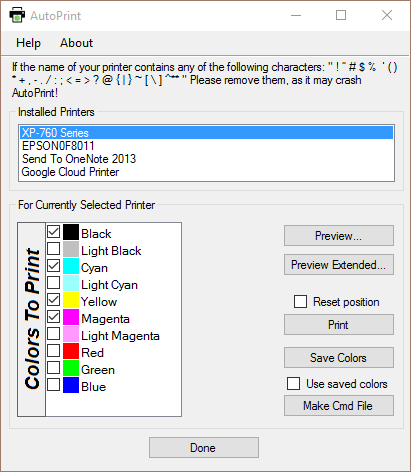 AutoPrint
Help About
If the name of your printer contains any of the following characters: " ! " # $ % ' ( )
* + , - . / : ; < = > ? @ { | } ~ [ \ ] ^** " Please remove them, as it may crash
AutoPrint!
Installed Printers
XP-760 Series
EPSON0F8011
Send To OneNote 2013
Google Cloud Printer
For Currently Selected Printer
Colors To Print
Black
Light Black
Cyan
Light Cyan
Yellow
Magenta
Light Magenta
Red
Green
Blue
Preview...
Preview Extended...
Reset position
Print
Save Colors
Use saved colors
Make Cmd File
Done